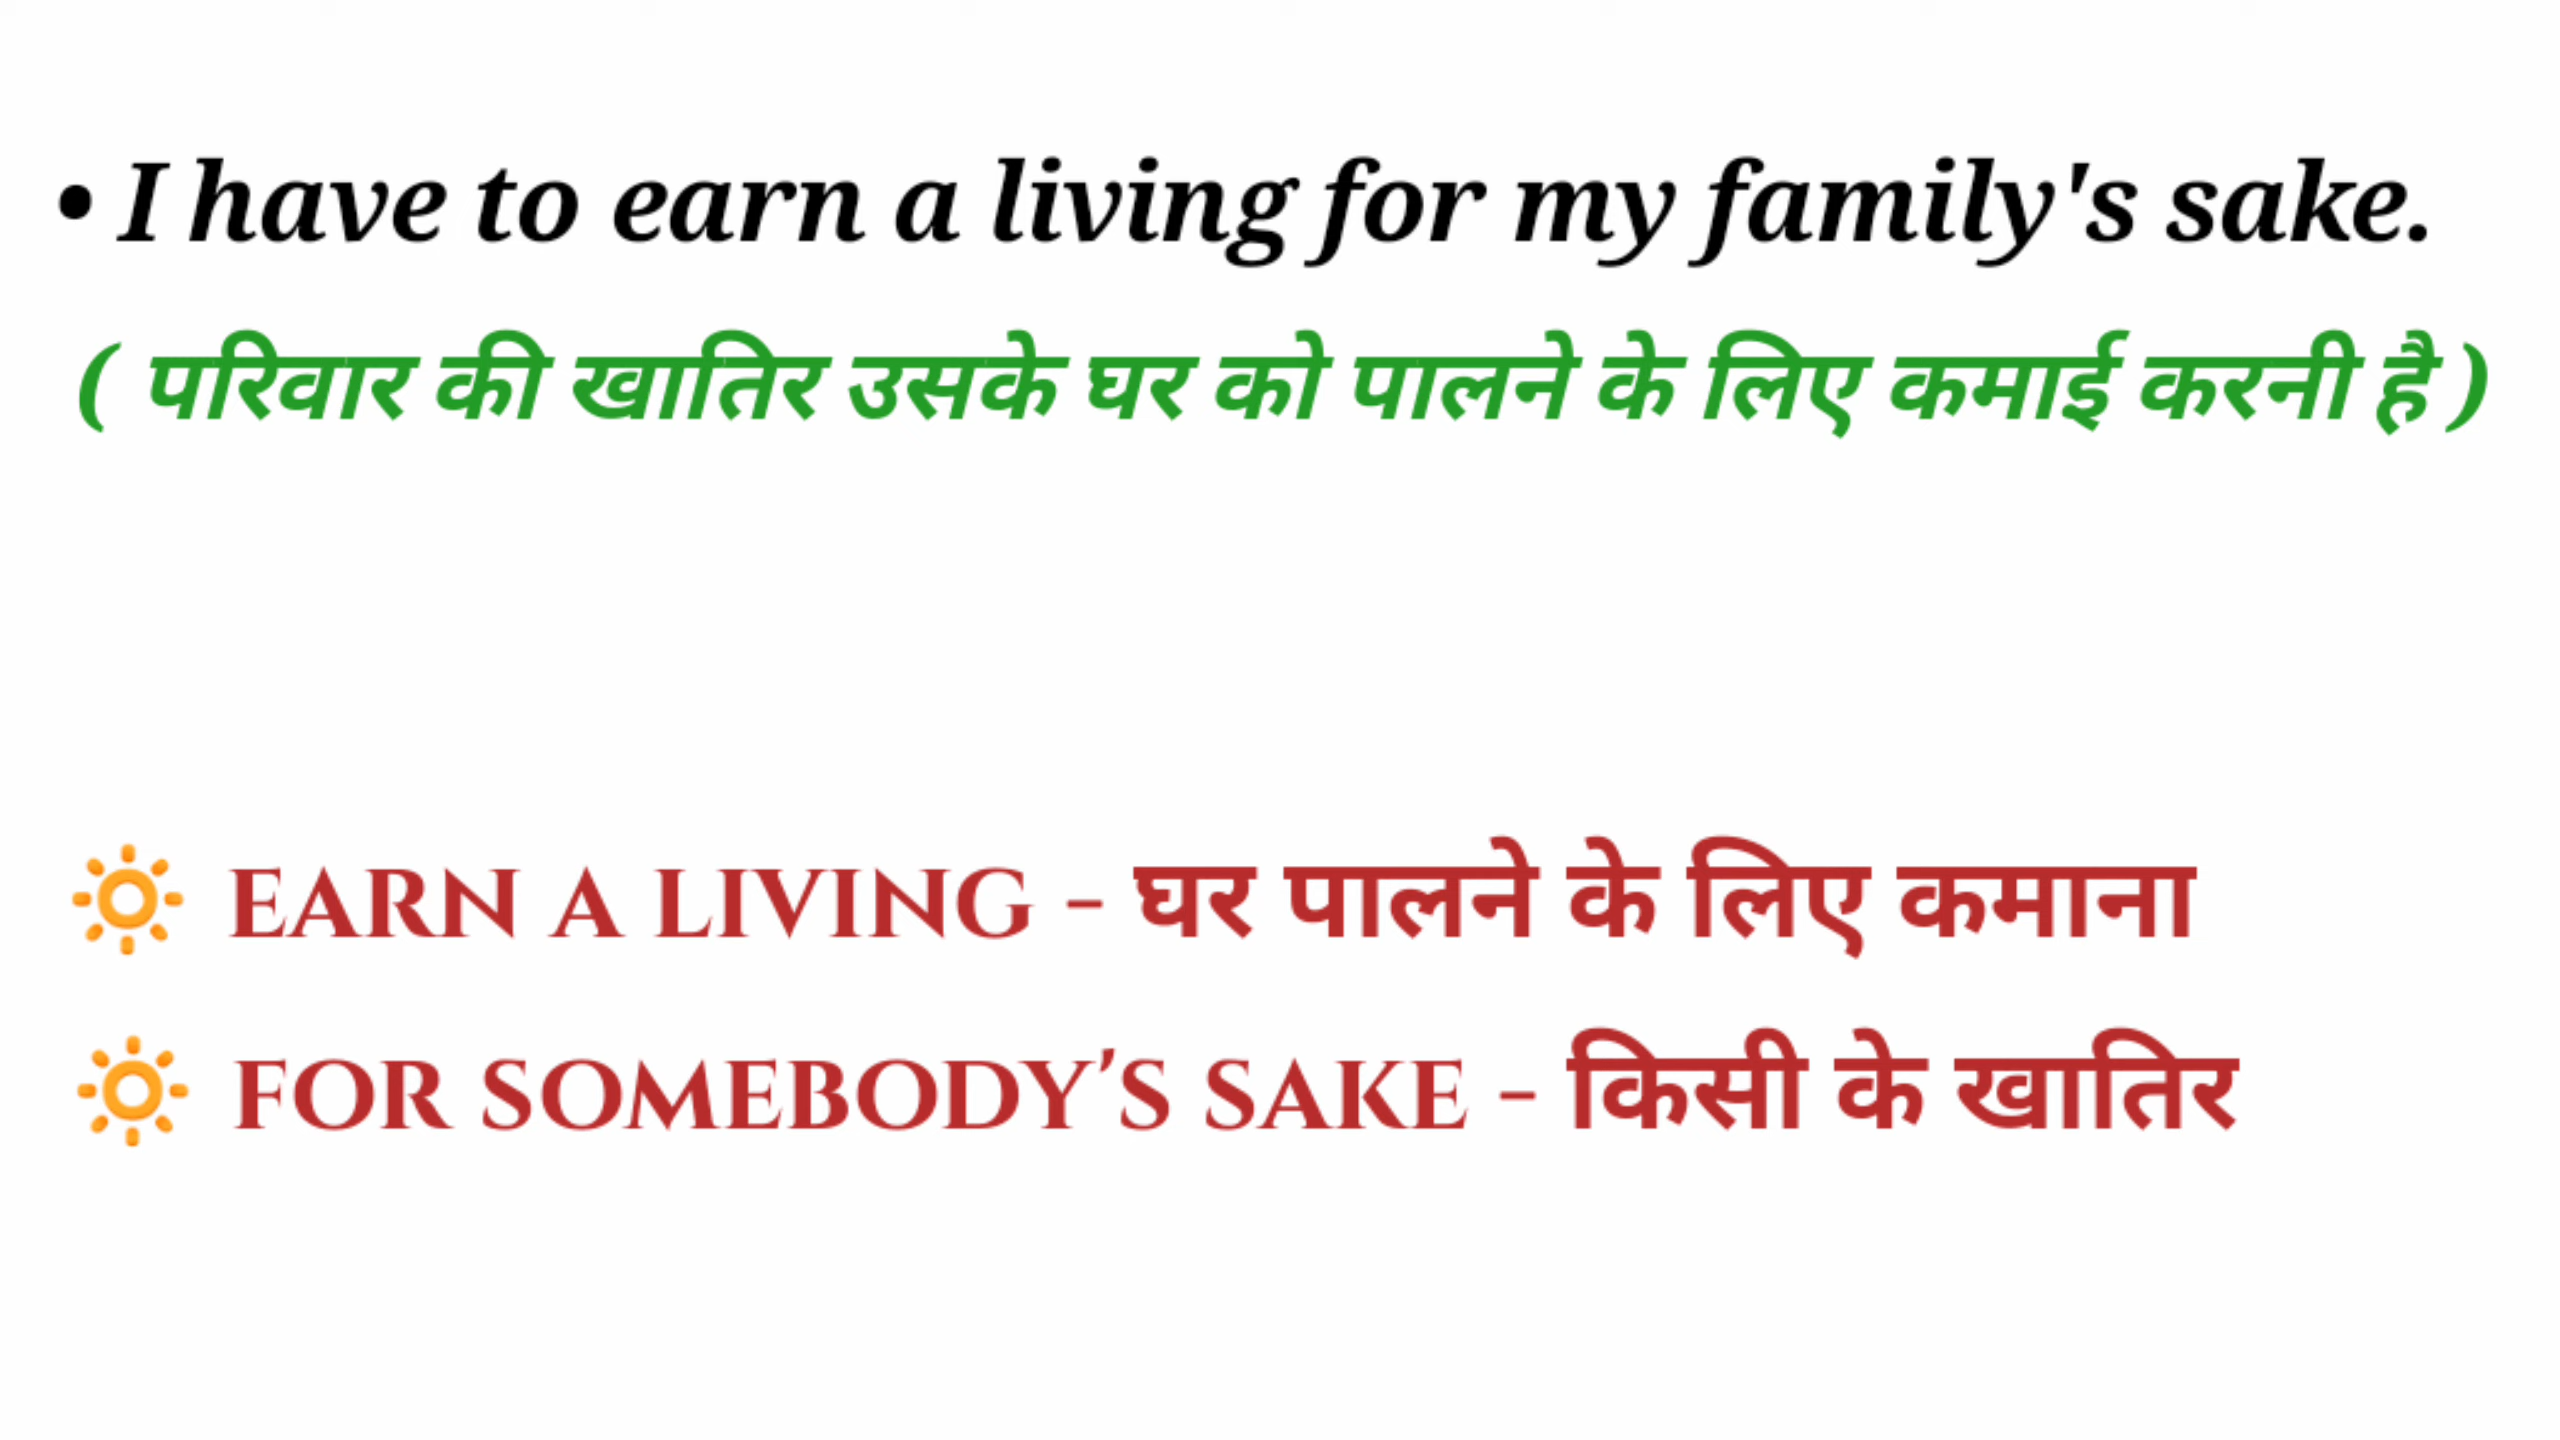 • I have to earn a living for my family's sake.
( परिवार की खातिर उसके घर को पालने के लिए कमाई करनी है )
🔆 EARN A LIVING - घर पालने के लिए कमाना
🔆 FOR SOMEBODY'S SAKE - किसी के खातिर